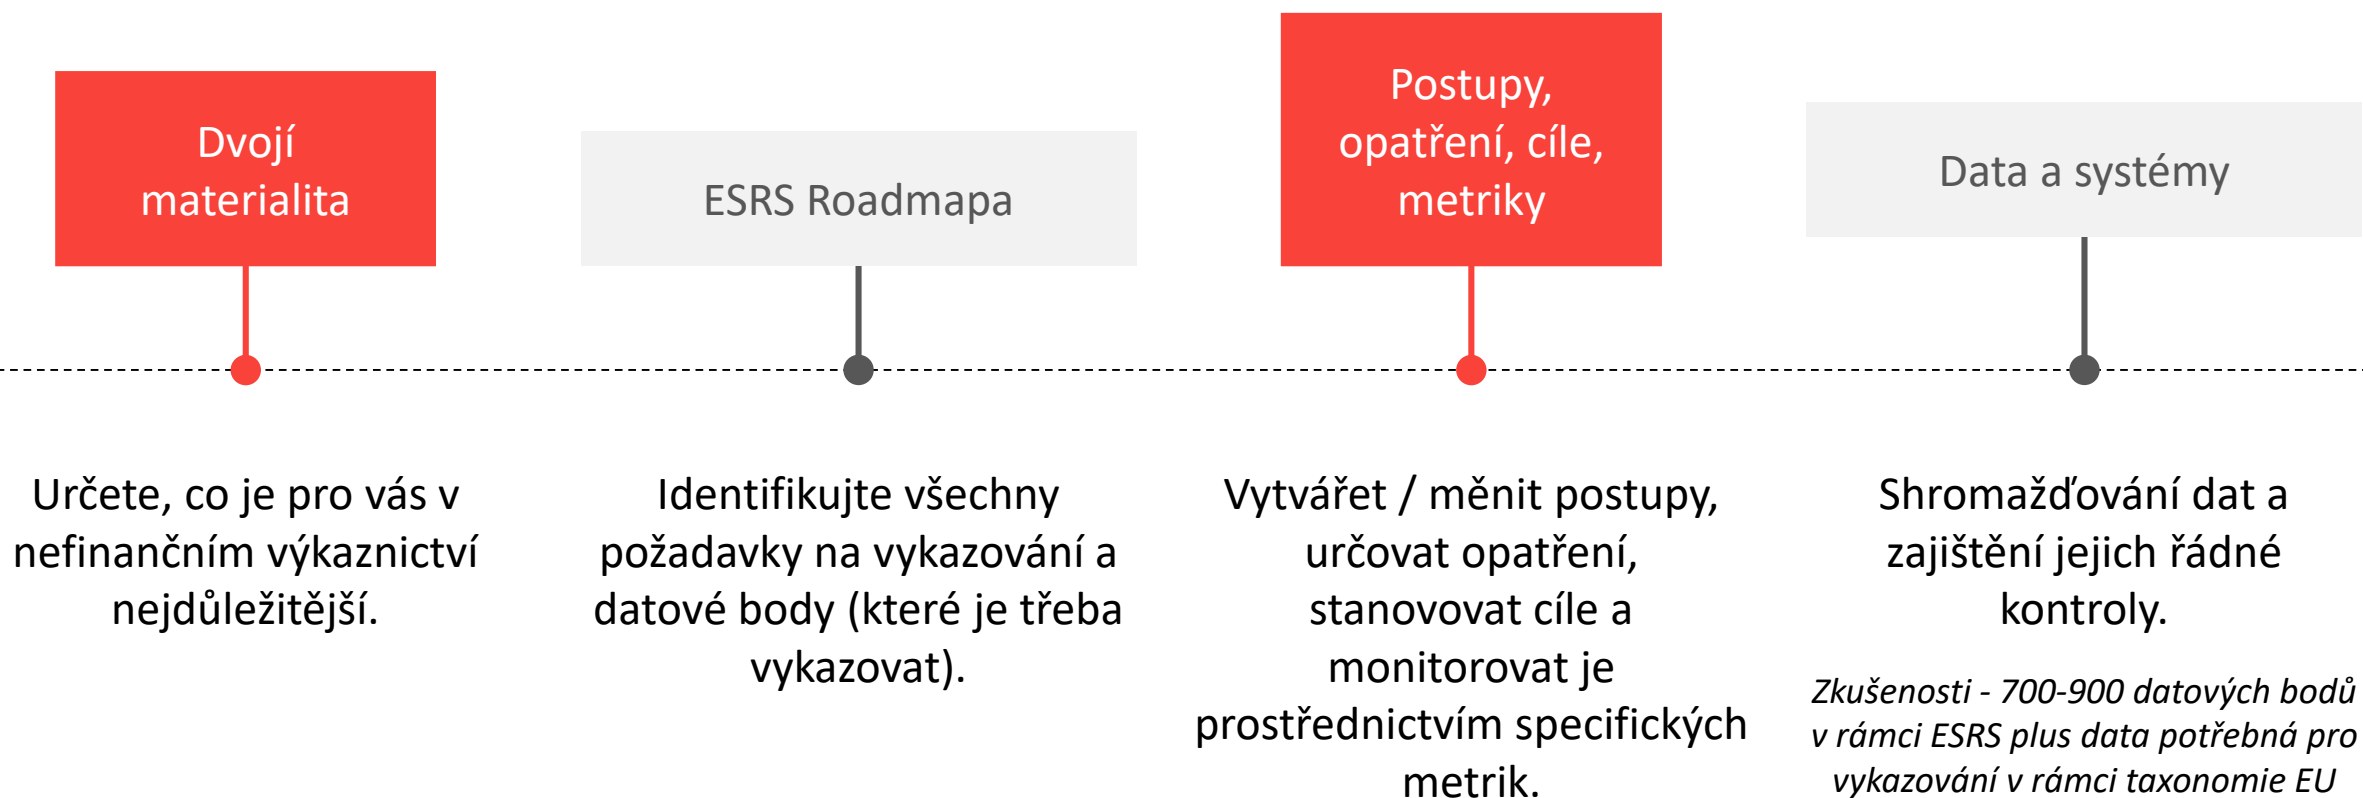 Dvojí
materialita
ESRS Roadmapa
Postupy,
opatření, cíle,
metriky
Data a systémy
Určete, co je pro vás v
nefinančním výkaznictví
nejdůležitější.
Identifikujte všechny
požadavky na vykazování a
datové body (které je třeba
vykazovat).
Vytvářet / měnit postupy,
určovat opatření,
stanovovat cíle a
monitorovat je
prostřednictvím specifických
metrik.
Shromažďování dat a
zajištění jejich řádné
kontroly.
Zkušenosti - 700-900 datových bodů
v rámci ESRS plus data potřebná pro
vykazování v rámci taxonomie EU